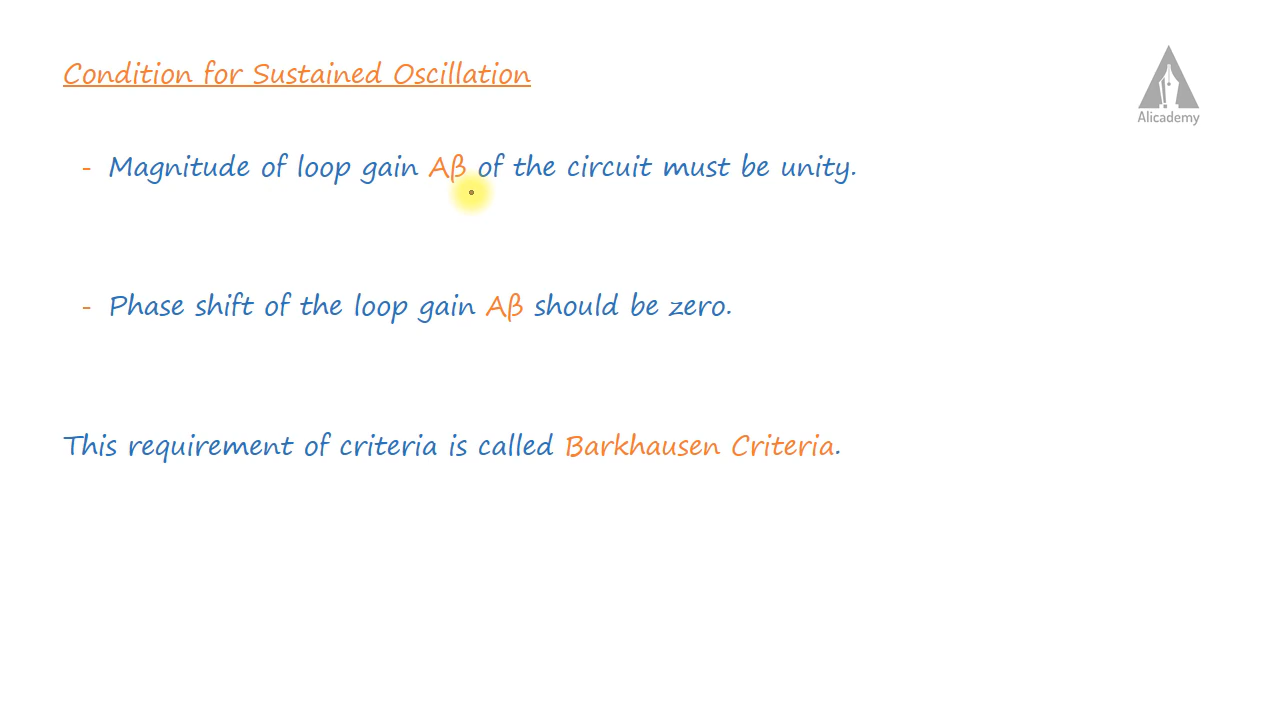 Condition for Sustained Oscillation
Alicademy
- Magnitude of loop gain Aβ of the circuit must be unity.
- Phase shift of the loop gain Aβ should be zero.
This requirement of criteria is called Barkhausen Criteria.